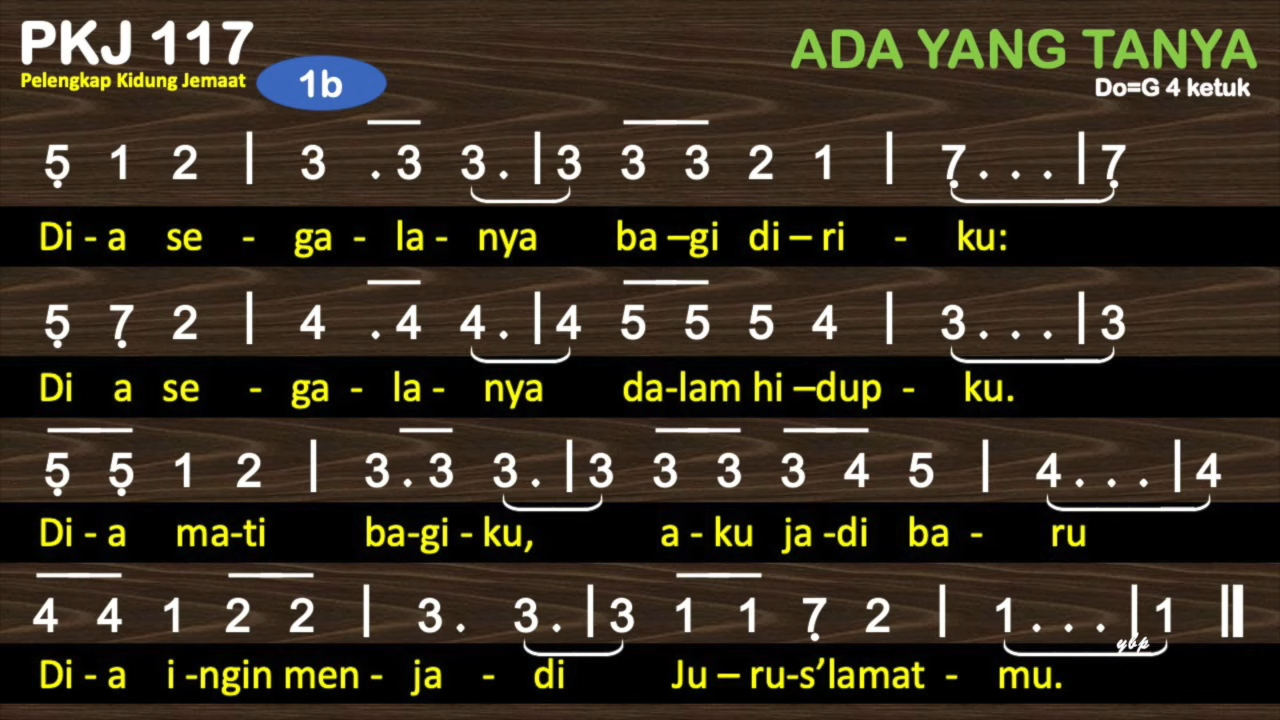 PKJ 117
ADA YANG TANYA
Pelengkap Kidung Jemaat
1b
Do=G 4 ketuk
5̣ 1 2 | 3 . 3 3 . | 3 3 3 2 1 | 7̣ . . . | 7̣
Di - a se - ga - la - nya ba –gi di – ri - ku:
5̣ 7̣ 2 | 4 . 4 4 . | 4 5 5 5 4 | 3 . . . | 3
Di a se - ga - la - nya da-lam hi –dup - ku.
5̣ 5̣ 1 2 | 3 . 3 3 . | 3 3 3 3 4 5 | 4 . . . | 4
Di - a ma-ti ba-gi - ku, a - ku ja -di ba - ru
4 4 1 2 2 | 3 . 3 . | 3 1 1 7̣ 2 | 1 . . . | 1
ybp
Di - a i -ngin men - ja - di Ju – ru-s’lamat - mu.